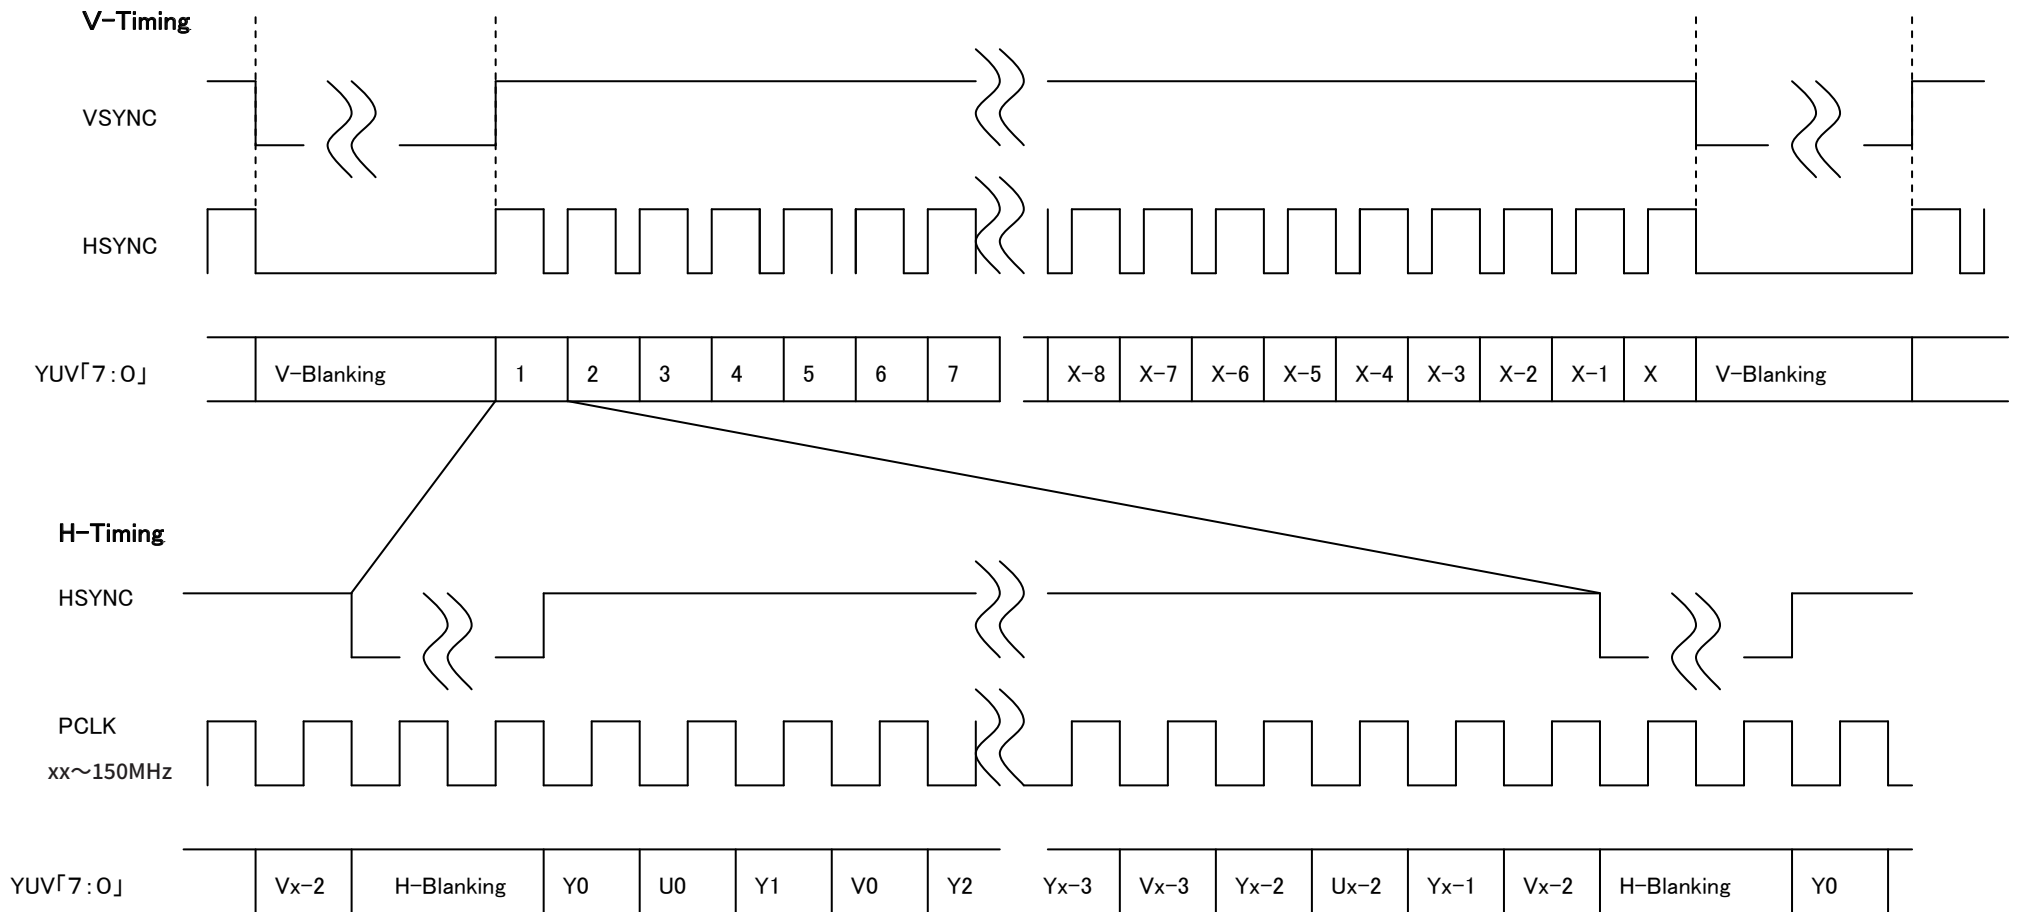 V-Timing
VSYNC
HSYNC
YUV「7:0」 V-Blanking 1 2 3 4 5 6 7 X-8 X-7 X-6 X-5 X-4 X-3 X-2 X-1 X V-Blanking
H-Timing
HSYNC
PCLK
xx～150MHz
YUV「7:0」 Vx-2 H-Blanking Y0 U0 Y1 V0 Y2 Yx-3 Vx-3 Yx-2 Ux-2 Yx-1 Vx-2 H-Blanking Y0